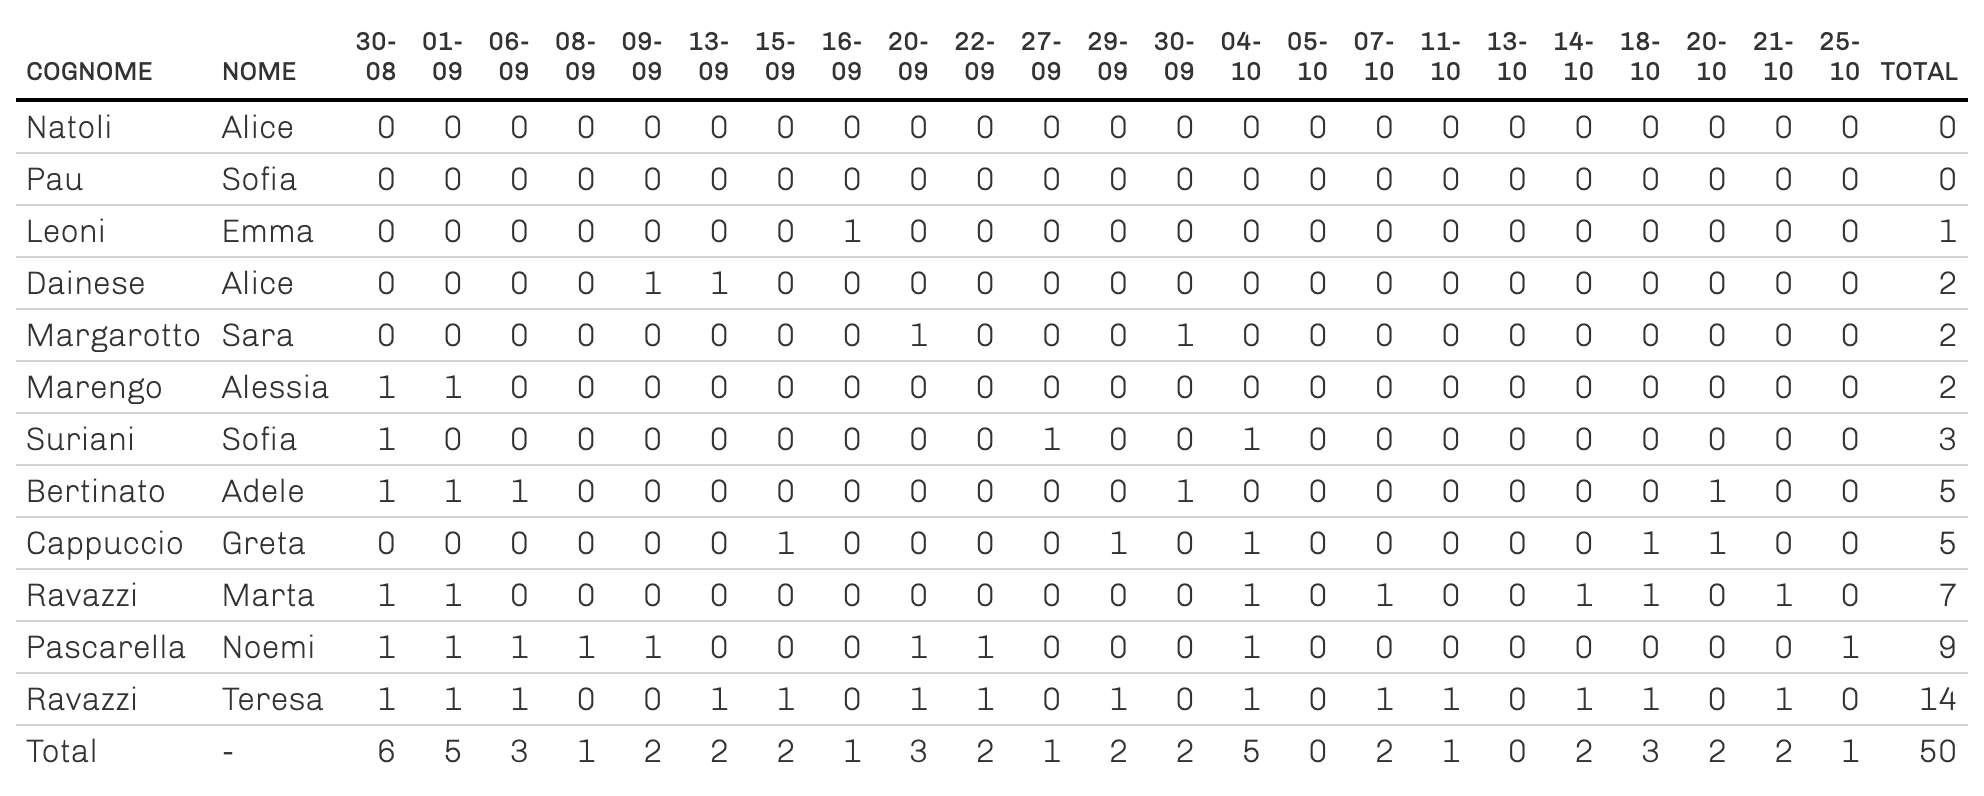 30- 01- 06- 08- 09- 13- 15- 16- 20- 22- 27- 29- 30- 04- 05- 07- 11- 13- 14- 18- 20- 21- 25-
COGNOME NOME 08 09 09 09 09 09 09 09 09 09 09 09 09 10 10 10 10 10 10 10 10 10 10 TOTAL
Natoli Alice 0 0 0 0 0 0 0 0 0 0 0 0 0 0 0 0 0 0 0 0 0 0 0 0
Pau Sofia 0 0 0 0 0 0 0 0 0 0 0 0 0 0 0 0 0 0 0 0 0 0 0 0
Leoni Emma 0 0 0 0 0 0 0 1 0 0 0 0 0 0 0 0 0 0 0 0 0 0 0 1
Dainese Alice 0 0 0 0 1 1 0 0 0 0 0 0 0 0 0 0 0 0 0 0 0 0 0 2
Margarotto Sara 0 0 0 0 0 0 0 0 1 0 0 0 1 0 0 0 0 0 0 0 0 0 0 2
Marengo Alessia 1 1 0 0 0 0 0 0 0 0 0 0 0 0 0 0 0 0 0 0 0 0 0 2
Suriani Sofia 1 0 0 0 0 0 0 0 0 0 1 0 0 1 0 0 0 0 0 0 0 0 0 3
Bertinato Adele 1 1 1 0 0 0 0 0 0 0 0 0 1 0 0 0 0 0 0 0 1 0 0 5
Cappuccio Greta 0 0 0 0 0 0 1 0 0 0 0 1 0 1 0 0 0 0 0 1 1 0 0 5
Ravazzi Marta 1 1 0 0 0 0 0 0 0 0 0 0 0 1 0 1 0 0 1 1 0 1 0 7
Pascarella Noemi 1 1 1 1 1 0 0 0 1 1 0 0 0 1 0 0 0 0 0 0 0 0 1 9
Ravazzi Teresa 1 1 1 0 0 1 1 0 1 1 0 1 0 1 0 1 1 0 1 1 0 1 0 14
Total - 6 5 3 1 2 2 2 1 3 2 1 2 2 5 0 2 1 0 2 3 2 2 1 50